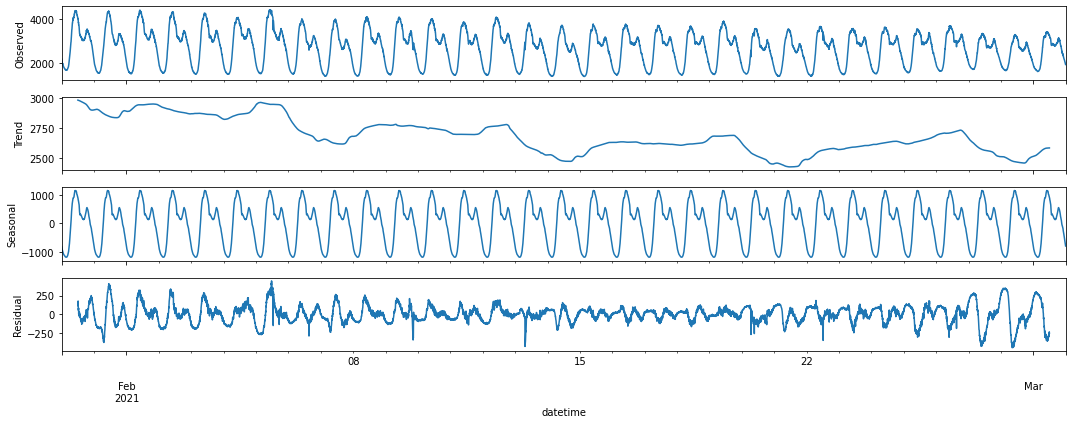 4000
2000
Observed
3000
2750
2500
Trend
1000
0
−1000
Seasonal
250
0
−250
Residual
08
15
22
Feb
2021
Mar
datetime